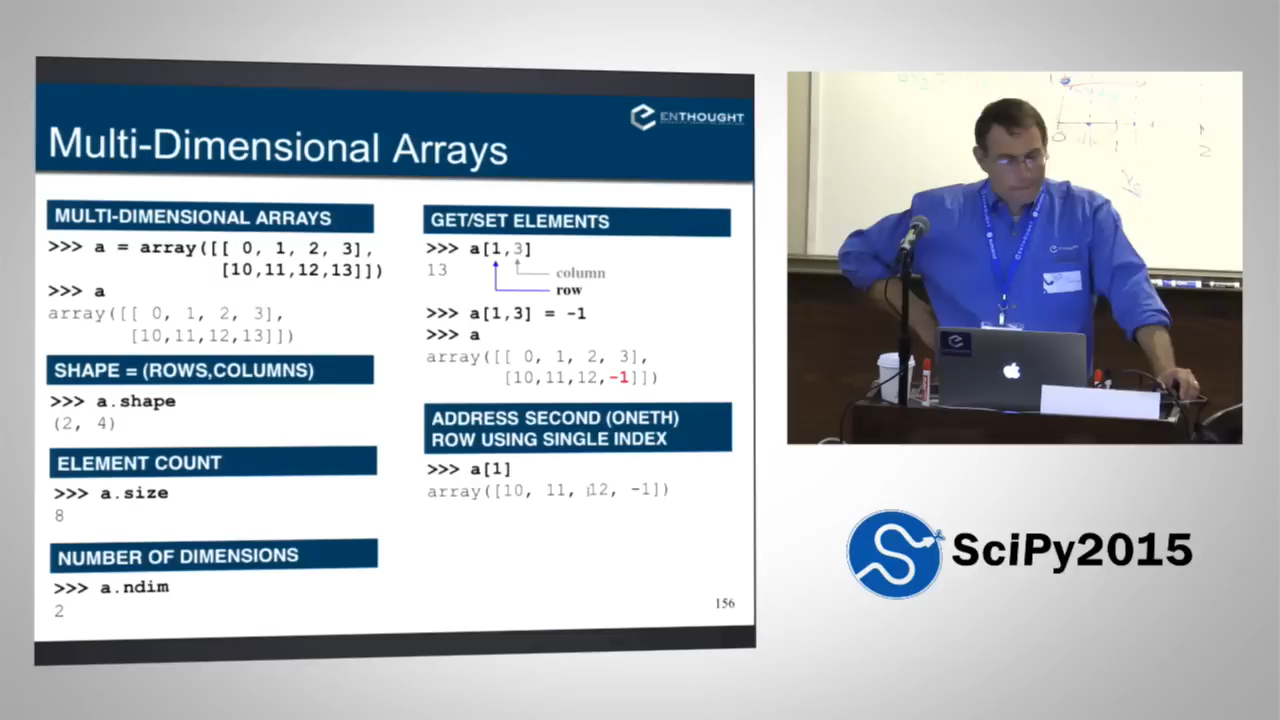 ENTHOUGHT
Multi-Dimensional Arrays
MULTI-DIMENSIONAL ARRAYS
>>> a = array([[ 0, 1, 2, 3],
[10,11,12,13]])
>>> a
array([[ 0, 1, 2, 3],
[10,11,12,13]])
SHAPE = (ROWS,COLUMNS)
>>> a.shape
(2, 4)
ELEMENT COUNT
>>> a.size
8
NUMBER OF DIMENSIONS
>>> a.ndim
2
GET/SET ELEMENTS
>>> a[1,3]
13
column
row
>>> a[1,3] = -1
>>> a
array([[ 0, 1, 2, 3],
[10,11,12,-1]])
ADDRESS SECOND (ONETH)
ROW USING SINGLE INDEX
>>> a[1]
array([10, 11, 12, -1])
156
0
1
2
SciPy2015